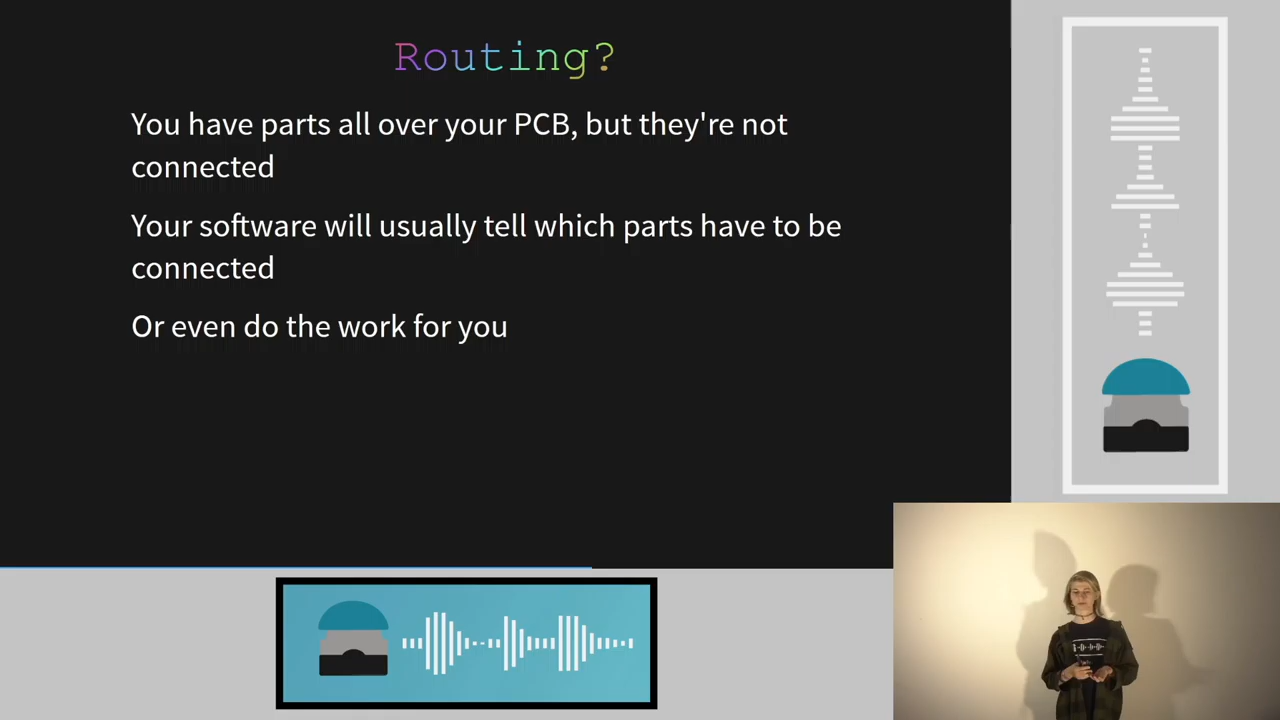 Routing?
You have parts all over your PCB, but they're not
connected
Your software will usually tell which parts have to be
connected
Or even do the work for you